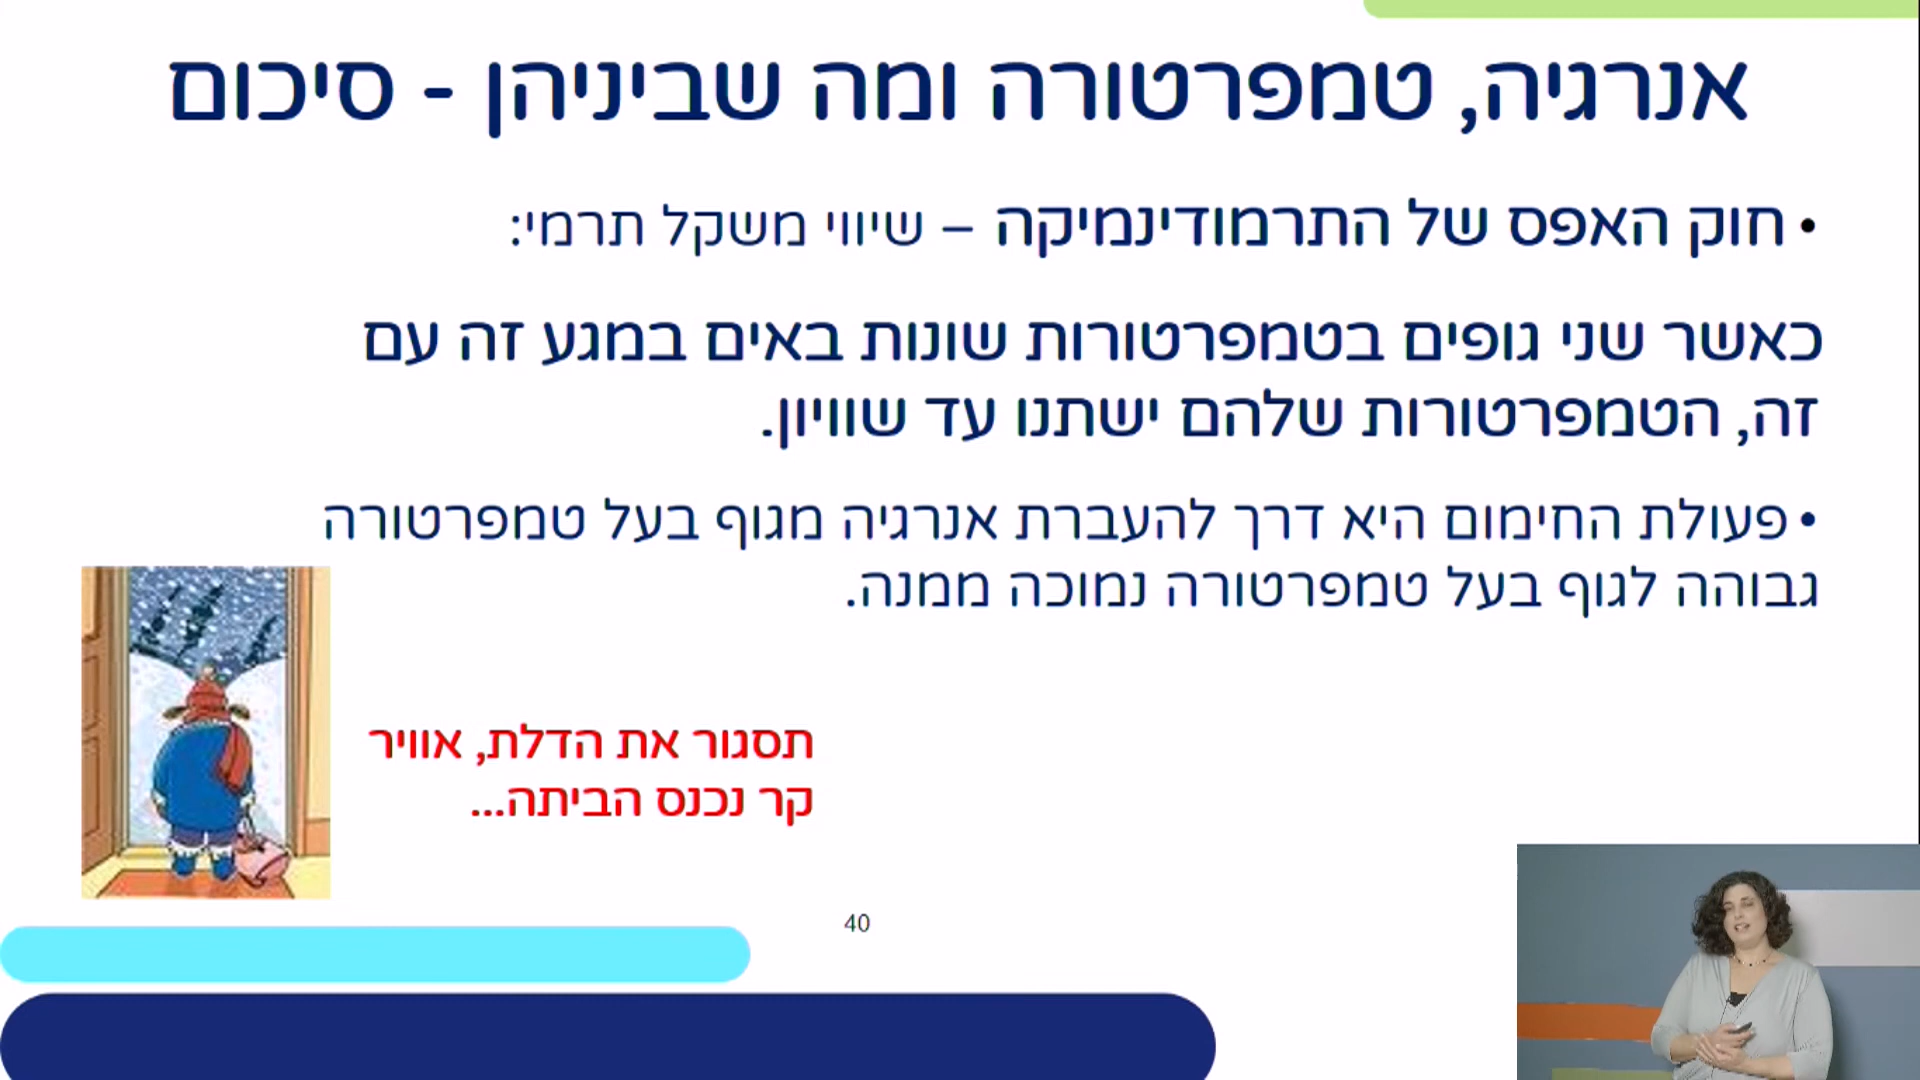 אנרגיה, טמפרטורה ומה שביניהן - סיכום
• חוק האפס של התרמודינמיקה – שיווי משקל תרמי:
כאשר שני גופים בטמפרטורות שונות באים במגע זה עם
זה, הטמפרטורות שלהם ישתנו עד שוויון.
• פעולת החימום היא דרך להעברת אנרגיה מגוף בעל טמפרטורה
גבוהה לגוף בעל טמפרטורה נמוכה ממנה.
תסגור את הדלת, אוויר
קר נכנס הביתה...
40